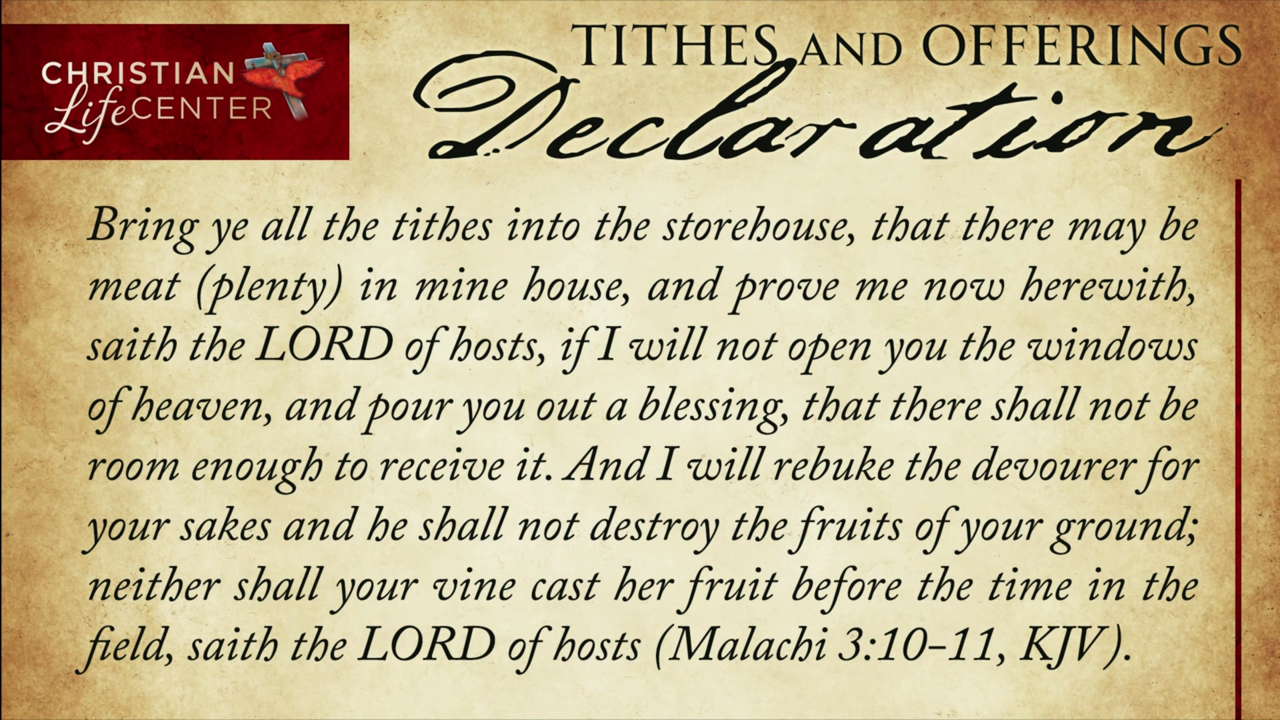 CHRISTIAN
LifeCENTER
TITHES AND OFFERINGS
Declaration
Bring ye all the tithes into the storehouse, that there may be
meat (plenty) in mine house, and prove me now herewith,
saith the LORD of hosts, if I will not open you the windows
of heaven, and pour you out a blessing, that there shall not be
room enough to receive it. And I will rebuke the devourer for
your sakes and he shall not destroy the fruits of your ground;
neither shall your vine cast her fruit before the time in the
field, saith the LORD of hosts (Malachi 3:10–11, KJV).